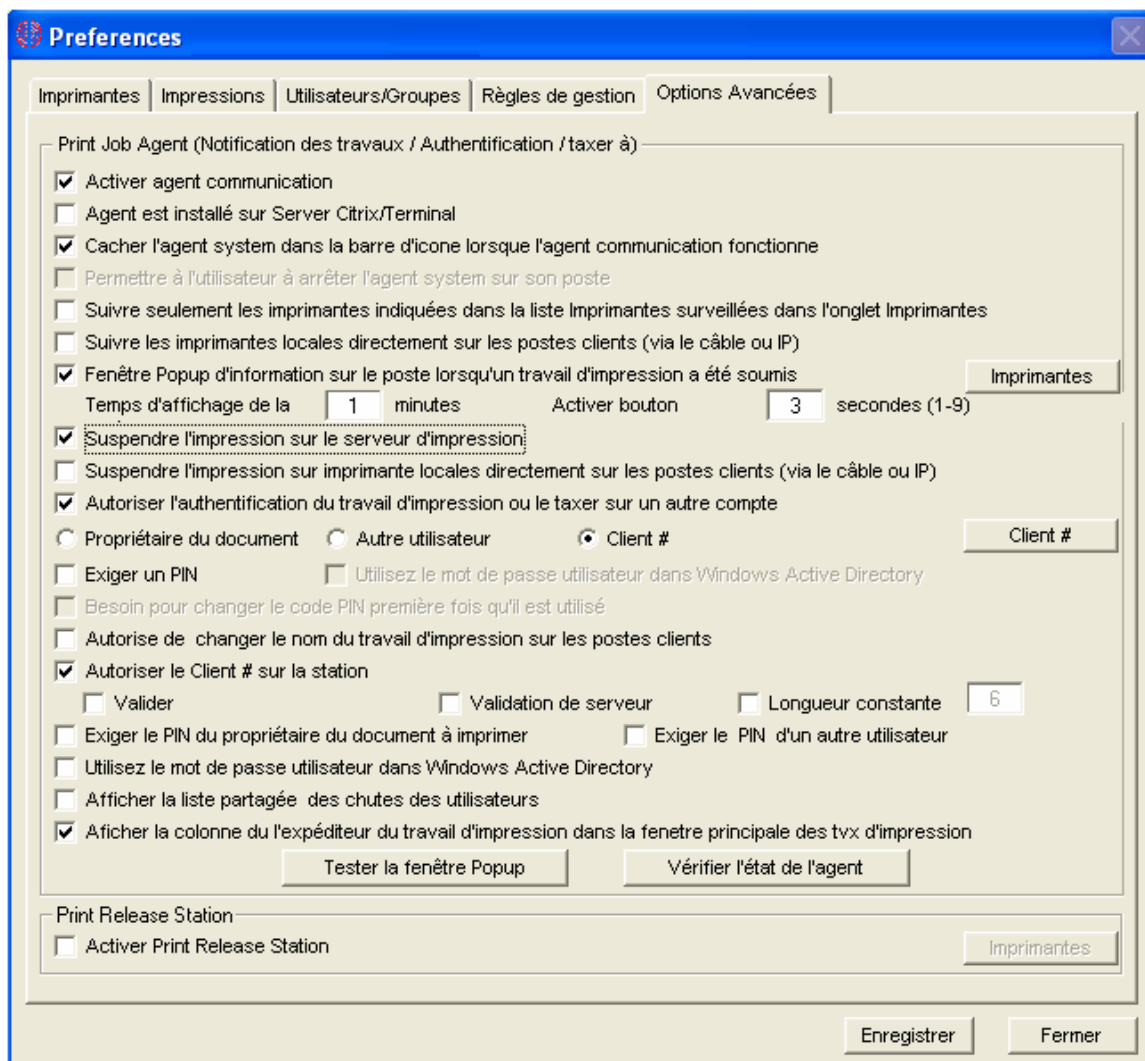 Preferences
Imprimantes Impressions Utilisateurs/Groupes Règles de gestion Options Avancées
Print Job Agent (Notification des travaux / Authentification / taxer à)
Activer agent communication
Agent est installé sur Server Citrix/Terminal
Cacher l'agent system dans la barre d'icone lorsque l'agent communication fonctionne
Permettre à l'utilisateur à arrêter l'agent system sur son poste
Suivre seulement les imprimantes indiquées dans la liste Imprimantes surveillées dans l'onglet Imprimantes
Suivre les imprimantes locales directement sur les postes clients (via le câble ou IP)
Fenêtre Popup d'information sur le poste lorsqu'un travail d'impression a été soumis Imprimantes
Temps d'affichage de la 1 minutes Activer bouton 3 secondes (1-9)
Suspendre l'impression sur le serveur d'impression
Suspendre l'impression sur imprimante locales directement sur les postes clients (via le câble ou IP)
Autoriser l'authentification du travail d'impression ou le taxer sur un autre compte
Propriétaire du document Autre utilisateur Client # Client #
Exiger un PIN Utilisez le mot de passe utilisateur dans Windows Active Directory
Besoin pour changer le code PIN première fois qu'il est utilisé
Autorise de changer le nom du travail d'impression sur les postes clients
Autoriser le Client # sur la station
Valider Validation de serveur Longueur constante 6
Exiger le PIN du propriétaire du document à imprimer Exiger le PIN d'un autre utilisateur
Utilisez le mot de passe utilisateur dans Windows Active Directory
Afficher la liste partagée des chutes des utilisateurs
Aficher la colonne du l'expéditeur du travail d'impression dans la fenetre principale des tvx d'impression
Tester la fenêtre Popup Vérifier l'état de l'agent
Print Release Station
Activer Print Release Station Imprimantes
Enregistrer Fermer